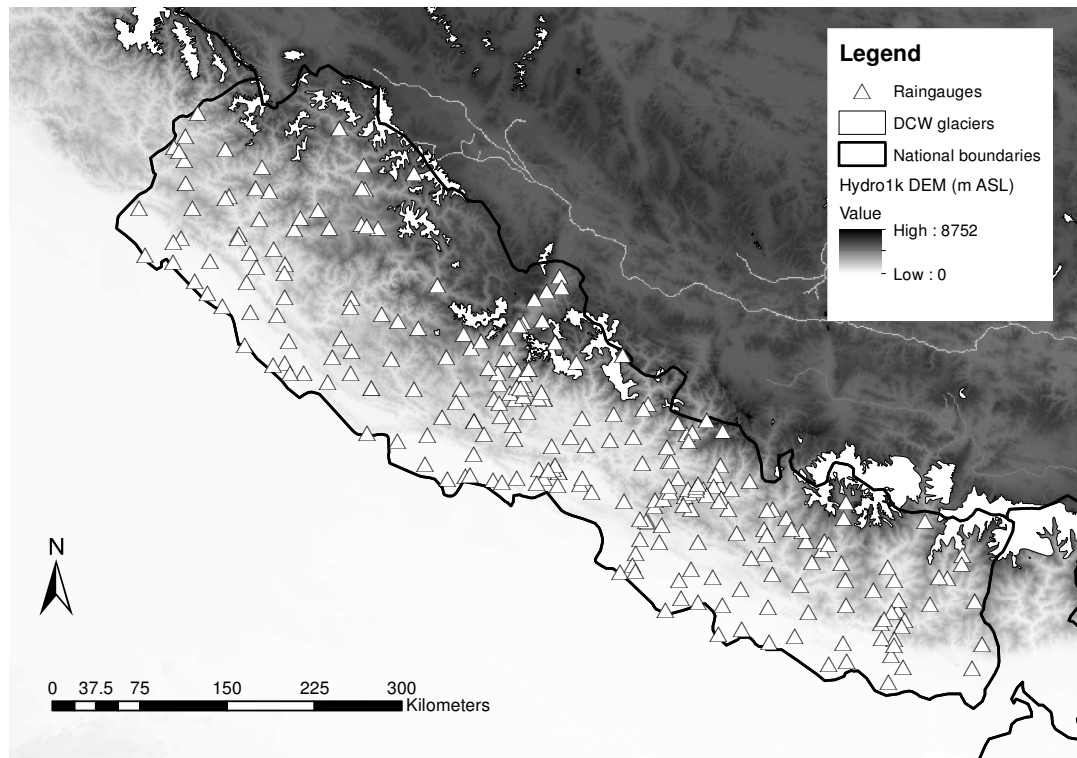 Legend
Raingauges
DCW glaciers
National boundaries
Hydro1k DEM (m ASL)
Value
High : 8752
Low : 0
N
0 37.5 75 150 225 300
Kilometers